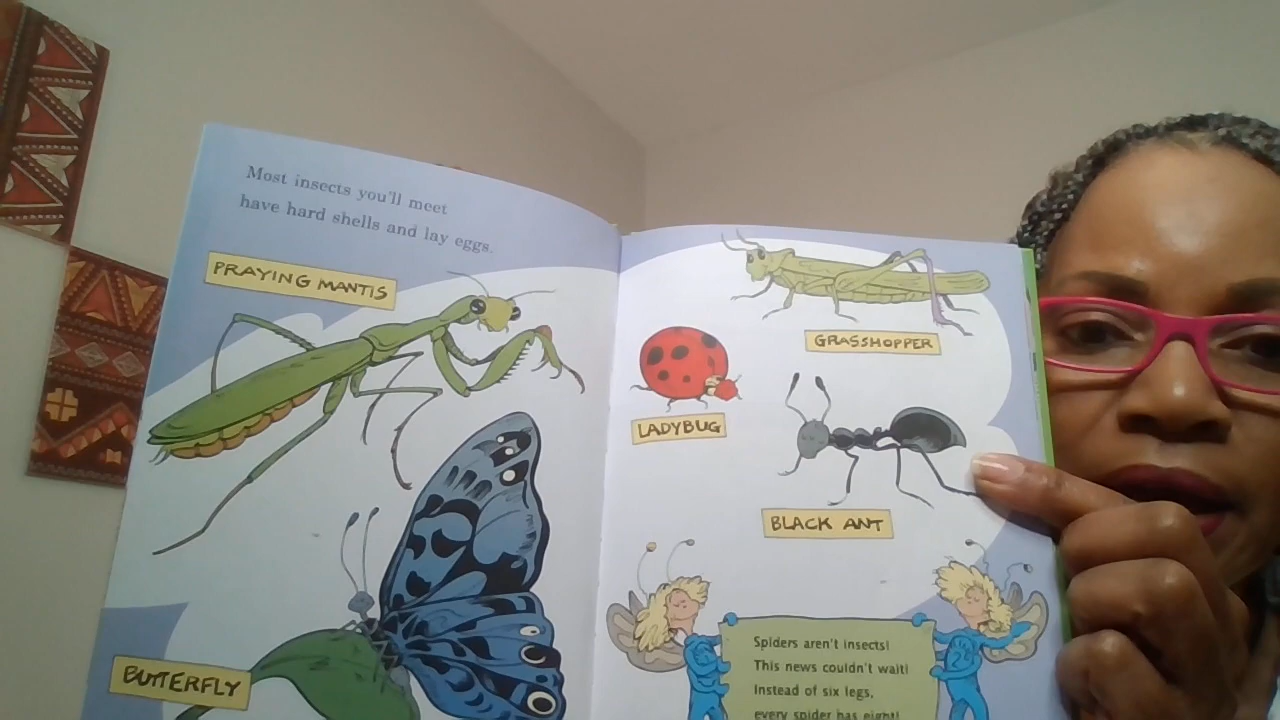 Most insects you'll meet
have hard shells and lay eggs.
PRAYING MANTIS
BUTTERFLY
GRASSHOPPER
LADYBUG
BLACK ANT
Spiders aren't insects!
This news couldn't wait!
Instead of six legs,
every spider has eight!